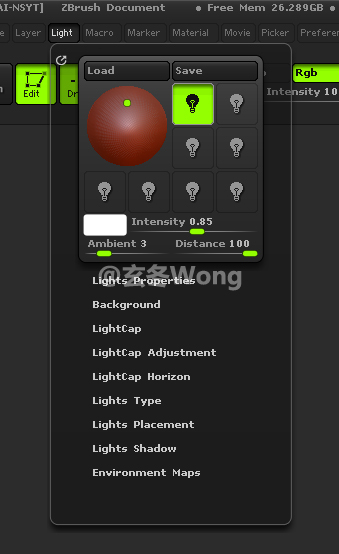 AI-NSYT] ZBrush Document ● Free Mem 26.289GB ●
Layer Light Macro Marker Material Movie Picker Preferen
Load Save
Rgb
Edit
Intensity 10
Intensity 0.85
Ambient 3 Distance 100
@玄冬Wong
Lights Properties
Background
LightCap
LightCap Adjustment
LightCap Horizon
Lights Type
Lights Placement
Lights Shadow
Environment Maps